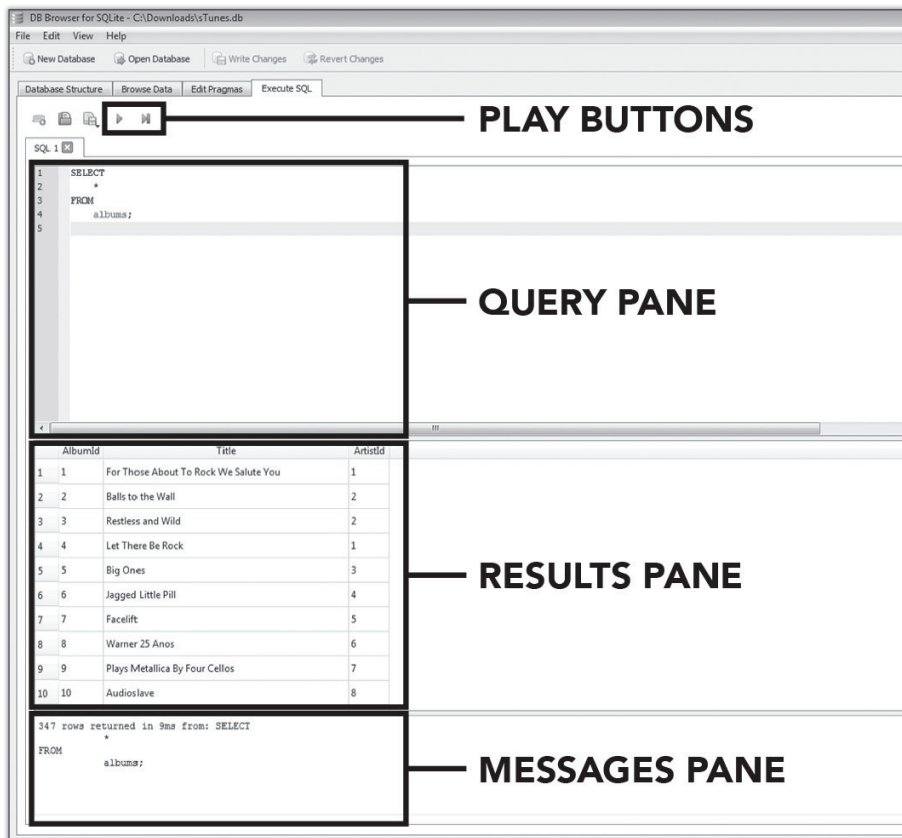 DB Browser for SQLite - C:\Downloads\sTunes.db
File Edit View Help
New Database Open Database Write Changes Revert Changes
Database Structure Browse Data Edit Pragmas Execute SQL
PLAY BUTTONS
SQL 1
1 SELECT
2 *
3 FROM
4 albums;
5
QUERY PANE
AlbumId Title ArtistId
1 1 For Those About To Rock We Salute You 1
2 2 Balls to the Wall 2
3 3 Restless and Wild 2
4 4 Let There Be Rock 1
5 5 Big Ones 3
6 6 Jagged Little Pill 4
7 7 Facelift 5
8 8 Warner 25 Anos 6
9 9 Plays Metallica By Four Cellos 7
10 10 Audioslave 8
RESULTS PANE
347 rows returned in 9ms from: SELECT
*
FROM
albums;
MESSAGES PANE